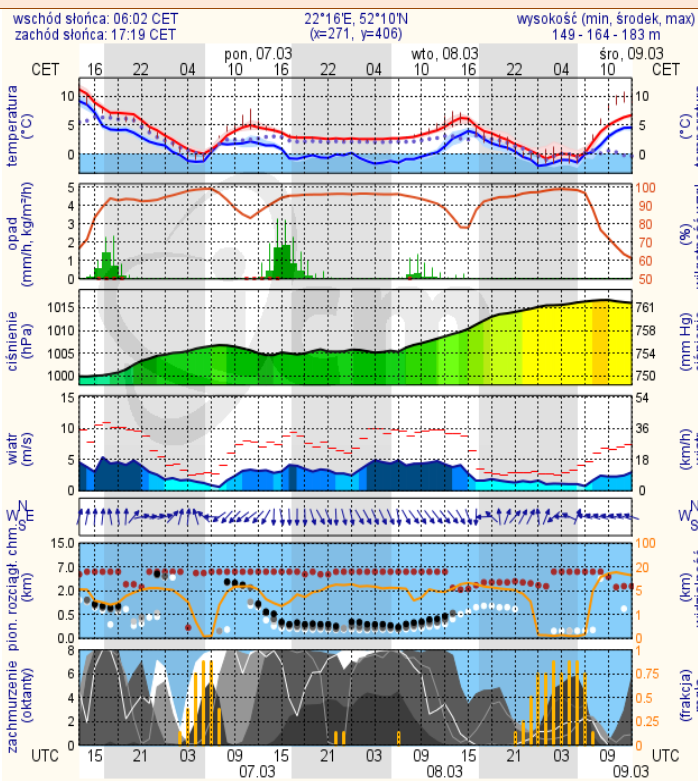 wschód słońca: 06:02 CET 22°16'E, 52°10'N wysokość (min, środek, max)
zachód słońca: 17:19 CET (x=271, y=406) 149 - 164 - 183 m
pon, 07.03 wto, 08.03 śro, 09.03
CET 16 22 04 10 16 22 04 10 16 22 04 10 CET
temperatura
(°C)
10
5
0
10
5
0
(°C)
opad
(mm/h, kg/m²/h)
5
4
3
2
1
0
100
90
80
70
60
50
(%)
ciśnienie
(hPa)
1015
1010
1005
1000
761
758
754
750
(mm Hg)
wiatr
(m/s)
15
10
5
0
54
36
18
0
(km/h)
N
W E
S
N
W
S
pion. rozciągł. chm.
(km)
15.0
7.0
2.0
0.5
0.0
100
20
5
1
0
(km)
zachmurzenie
(oktanty)
8
6
4
2
0
1
0.75
0.5
0.25
0
(frakcja)
UTC 15 21 03 09 15 21 03 09 15 21 03 09 UTC
07.03 08.03 09.03